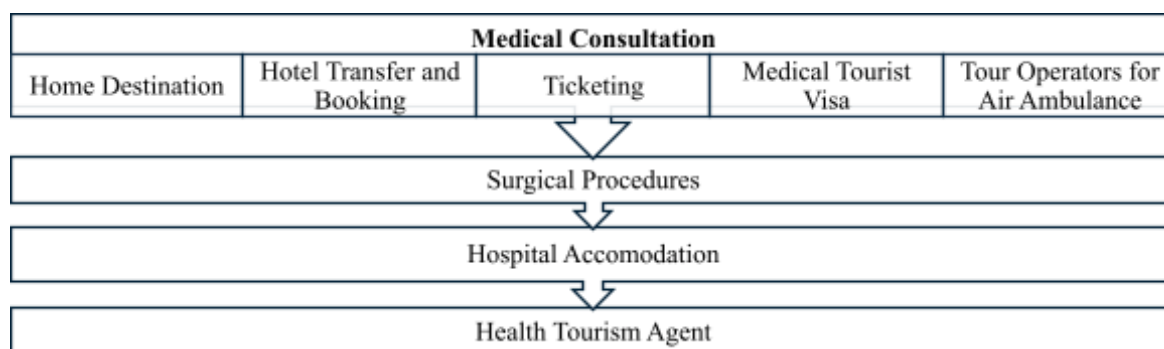 Medical Consultation
Home Destination
Hotel Transfer and
Booking
Ticketing
Medical Tourist
Visa
Tour Operators for
Air Ambulance
Surgical Procedures
Hospital Accomodation
Health Tourism Agent